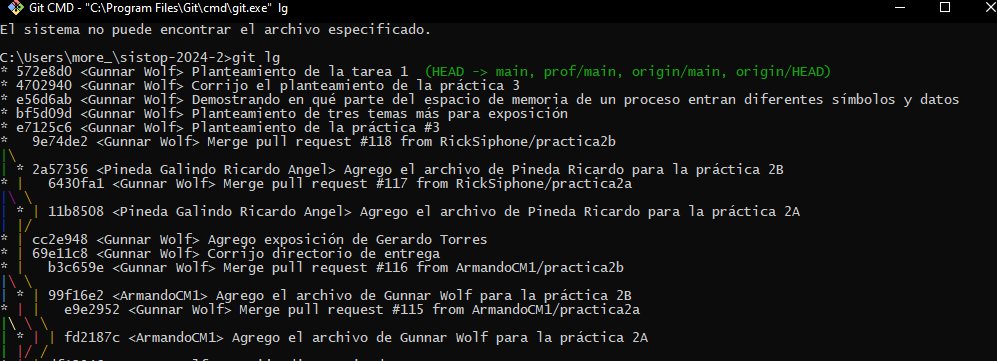 Git CMD - "C:\Program Files\Git\cmd\git.exe" lg
El sistema no puede encontrar el archivo especificado.
C:\Users\more_\sistop-2024-2>git lg
* 572e8d0 <Gunnar Wolf> Planteamiento de la tarea 1 (HEAD -> main, prof/main, origin/main, origin/HEAD)
* 4702940 <Gunnar Wolf> Corrijo el planteamiento de la práctica 3
* e56d6ab <Gunnar Wolf> Demostrando en qué parte del espacio de memoria de un proceso entran diferentes símbolos y datos
* bf5d09d <Gunnar Wolf> Planteamiento de tres temas más para exposición
* e7125c6 <Gunnar Wolf> Planteamiento de la práctica #3
*   9e74de2 <Gunnar Wolf> Merge pull request #118 from RickSiphone/practica2b
|\
| * 2a57356 <Pineda Galindo Ricardo Angel> Agrego el archivo de Pineda Ricardo para la práctica 2B
* |   6430fa1 <Gunnar Wolf> Merge pull request #117 from RickSiphone/practica2a
|\ \
| * | 11b8508 <Pineda Galindo Ricardo Angel> Agrego el archivo de Pineda Ricardo para la práctica 2A
| |/
* | cc2e948 <Gunnar Wolf> Agrego exposición de Gerardo Torres
* | 69e11c8 <Gunnar Wolf> Corrijo directorio de entrega
* |   b3c659e <Gunnar Wolf> Merge pull request #116 from ArmandoCM1/practica2b
|\ \
| * | 99f16e2 <ArmandoCM1> Agrego el archivo de Gunnar Wolf para la práctica 2B
* | |   e9e2952 <Gunnar Wolf> Merge pull request #115 from ArmandoCM1/practica2a
|\ \ \
| * | | fd2187c <ArmandoCM1> Agrego el archivo de Gunnar Wolf para la práctica 2A
| |/ /